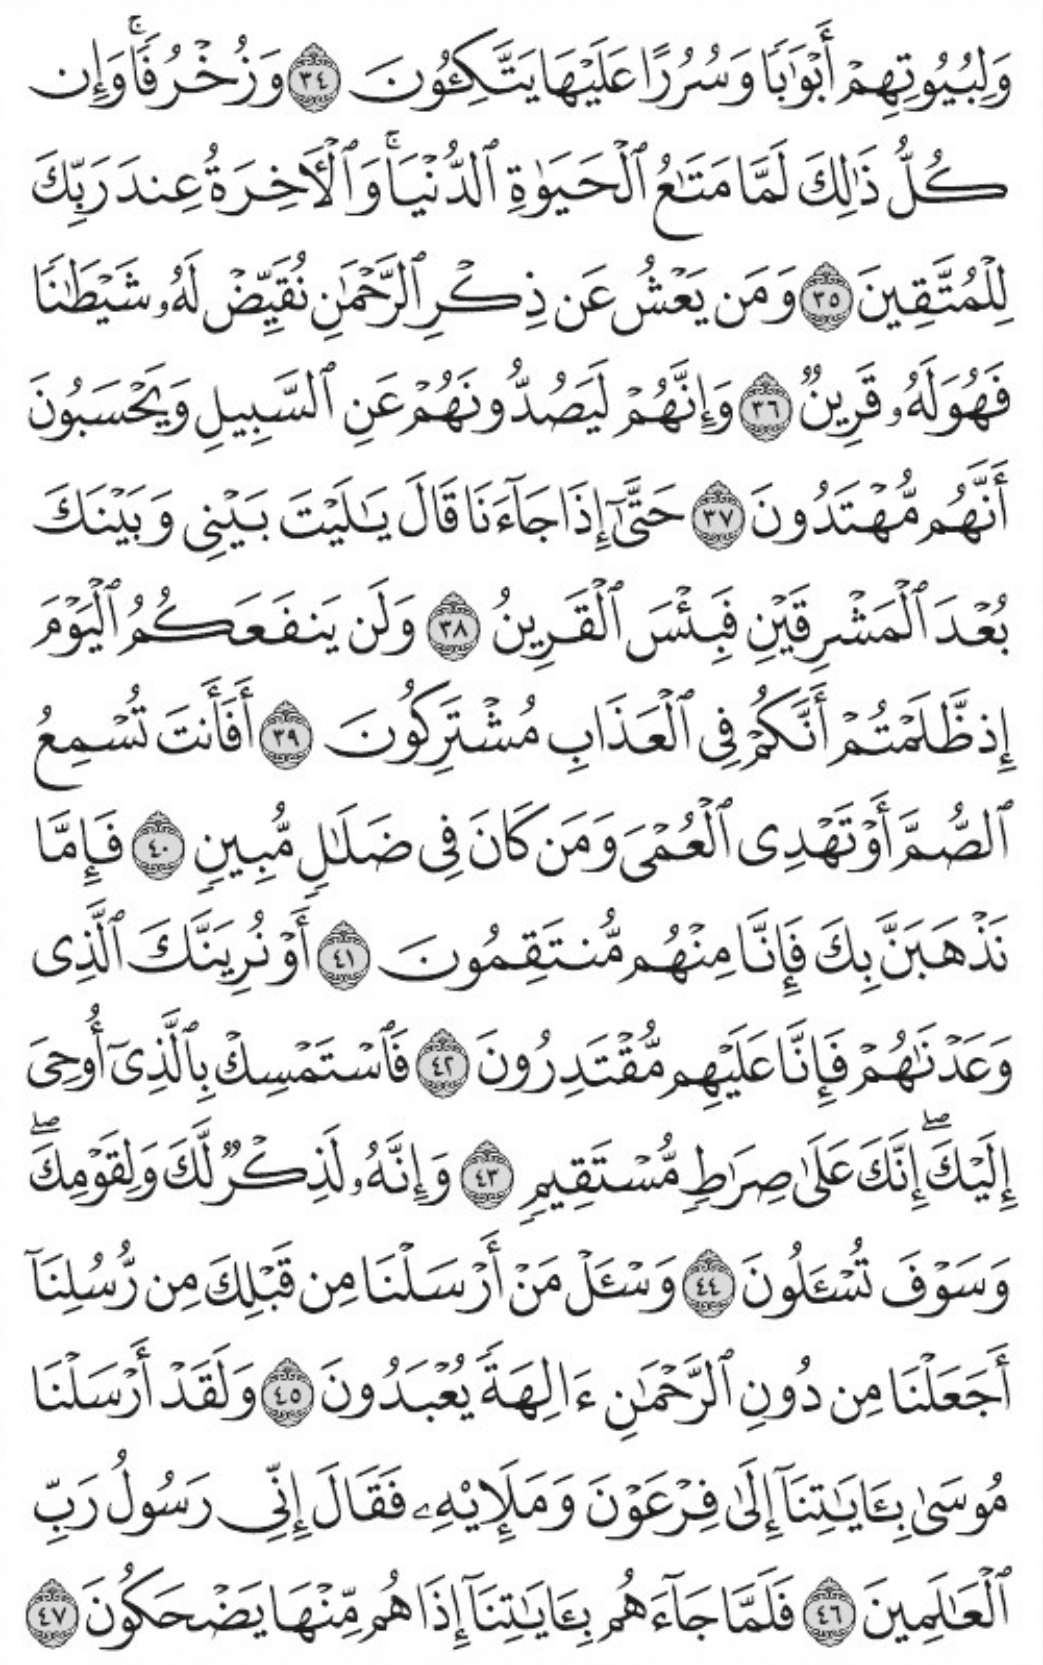 وَلِبُيُوتِهِمْ أَبْوَٰبًا وَسُرُرًا عَلَيْهَا يَتَّكِـُٔونَ ٣٤ وَزُخْرُفًا ۚ وَإِن
كُلُّ ذَٰلِكَ لَمَّا مَتَـٰعُ ٱلْحَيَوٰةِ ٱلدُّنْيَا ۚ وَٱلْـَٔاخِرَةُ عِندَ رَبِّكَ
لِلْمُتَّقِينَ ٣٥ وَمَن يَعْشُ عَن ذِكْرِ ٱلرَّحْمَـٰنِ نُقَيِّضْ لَهُۥ شَيْطَـٰنًا
فَهُوَ لَهُۥ قَرِينٌ ٣٦ وَإِنَّهُمْ لَيَصُدُّونَهُمْ عَنِ ٱلسَّبِيلِ وَيَحْسَبُونَ
أَنَّهُم مُّهْتَدُونَ ٣٧ حَتَّىٰٓ إِذَا جَآءَنَا قَالَ يَـٰلَيْتَ بَيْنِى وَبَيْنَكَ
بُعْدَ ٱلْمَشْرِقَيْنِ فَبِئْسَ ٱلْقَرِينُ ٣٨ وَلَن يَنفَعَكُمُ ٱلْيَوْمَ
إِذ ظَّلَمْتُمْ أَنَّكُمْ فِى ٱلْعَذَابِ مُشْتَرِكُونَ ٣٩ أَفَأَنتَ تُسْمِعُ
ٱلصُّمَّ أَوْ تَهْدِى ٱلْعُمْىَ وَمَن كَانَ فِى ضَلَـٰلٍ مُّبِينٍ ٤٠ فَإِمَّا
نَذْهَبَنَّ بِكَ فَإِنَّا مِنْهُم مُّنتَقِمُونَ ٤١ أَوْ نُرِيَنَّكَ ٱلَّذِى
وَعَدْنَـٰهُمْ فَإِنَّا عَلَيْهِم مُّقْتَدِرُونَ ٤٢ فَٱسْتَمْسِكْ بِٱلَّذِىٓ أُوحِىَ
إِلَيْكَ ۖ إِنَّكَ عَلَىٰ صِرَٰطٍ مُّسْتَقِيمٍ ٤٣ وَإِنَّهُۥ لَذِكْرٌ لَّكَ وَلِقَوْمِكَ ۖ
وَسَوْفَ تُسْـَٔلُونَ ٤٤ وَسْـَٔلْ مَنْ أَرْسَلْنَا مِن قَبْلِكَ مِن رُّسُلِنَآ
أَجَعَلْنَا مِن دُونِ ٱلرَّحْمَـٰنِ ءَالِهَةً يُعْبَدُونَ ٤٥ وَلَقَدْ أَرْسَلْنَا
مُوسَىٰ بِـَٔايَـٰتِنَآ إِلَىٰ فِرْعَوْنَ وَمَلَإِي۟هِۦ فَقَالَ إِنِّى رَسُولُ رَبِّ
ٱلْعَـٰلَمِينَ ٤٦ فَلَمَّا جَآءَهُم بِـَٔايَـٰتِنَآ إِذَا هُم مِّنْهَا يَضْحَكُونَ ٤٧